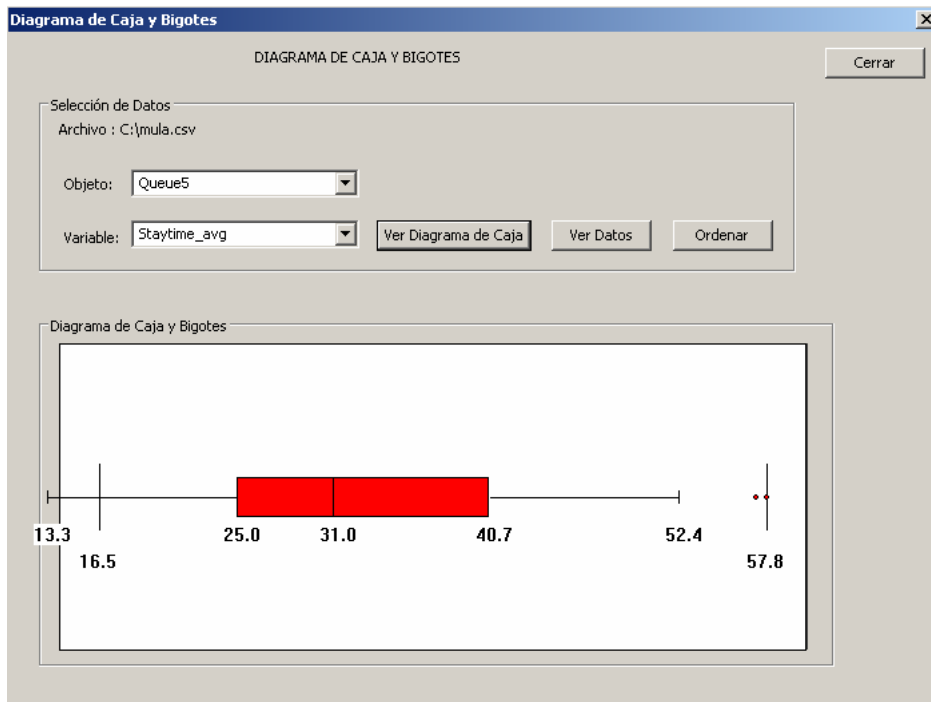 Diagrama de Caja y Bigotes
DIAGRAMA DE CAJA Y BIGOTES
Cerrar
Selección de Datos
Archivo : C:\mula.csv
Objeto: Queue5
Variable: Staytime_avg Ver Diagrama de Caja Ver Datos Ordenar
Diagrama de Caja y Bigotes
13.3 25.0 31.0 40.7 52.4
16.5 57.8